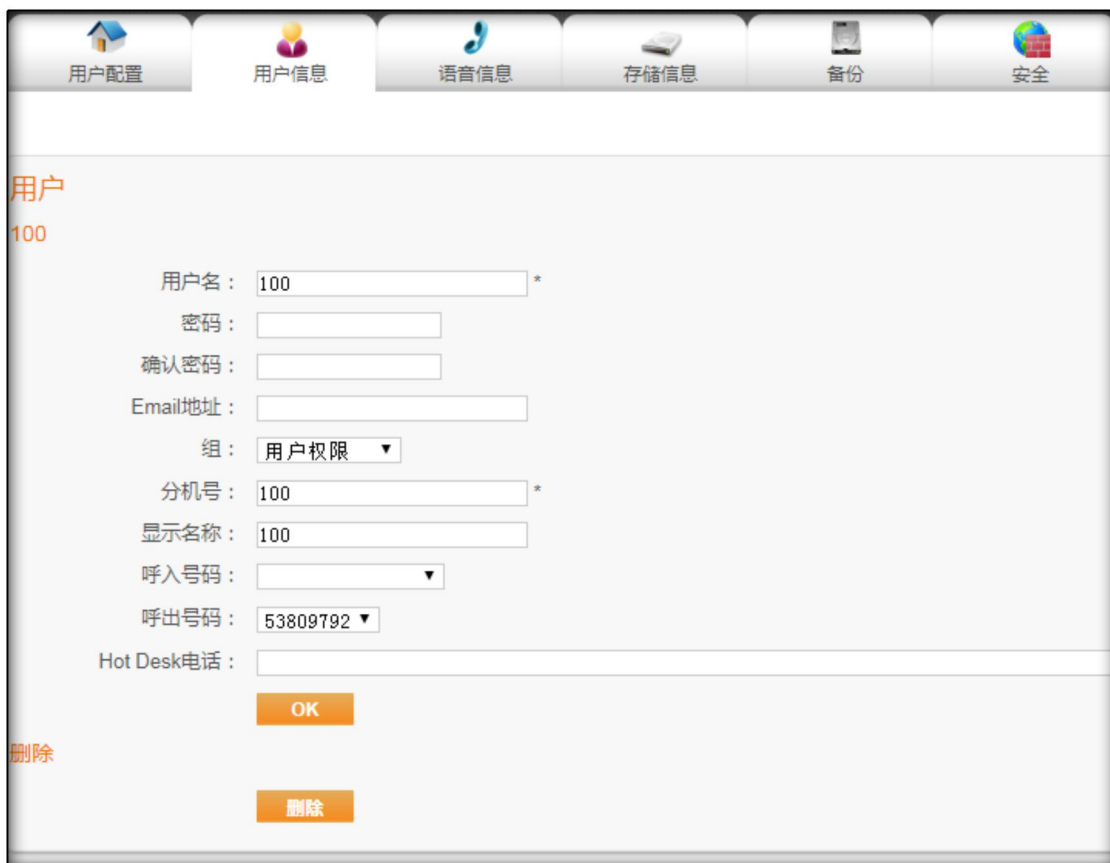 用户配置 用户信息 语音信息 存储信息 备份 安全
用户
100
用户名： 100 *
密码：
确认密码：
Email地址：
组： 用户权限
分机号： 100 *
显示名称： 100
呼入号码：
呼出号码： 53809792
Hot Desk电话：
OK
删除
删除